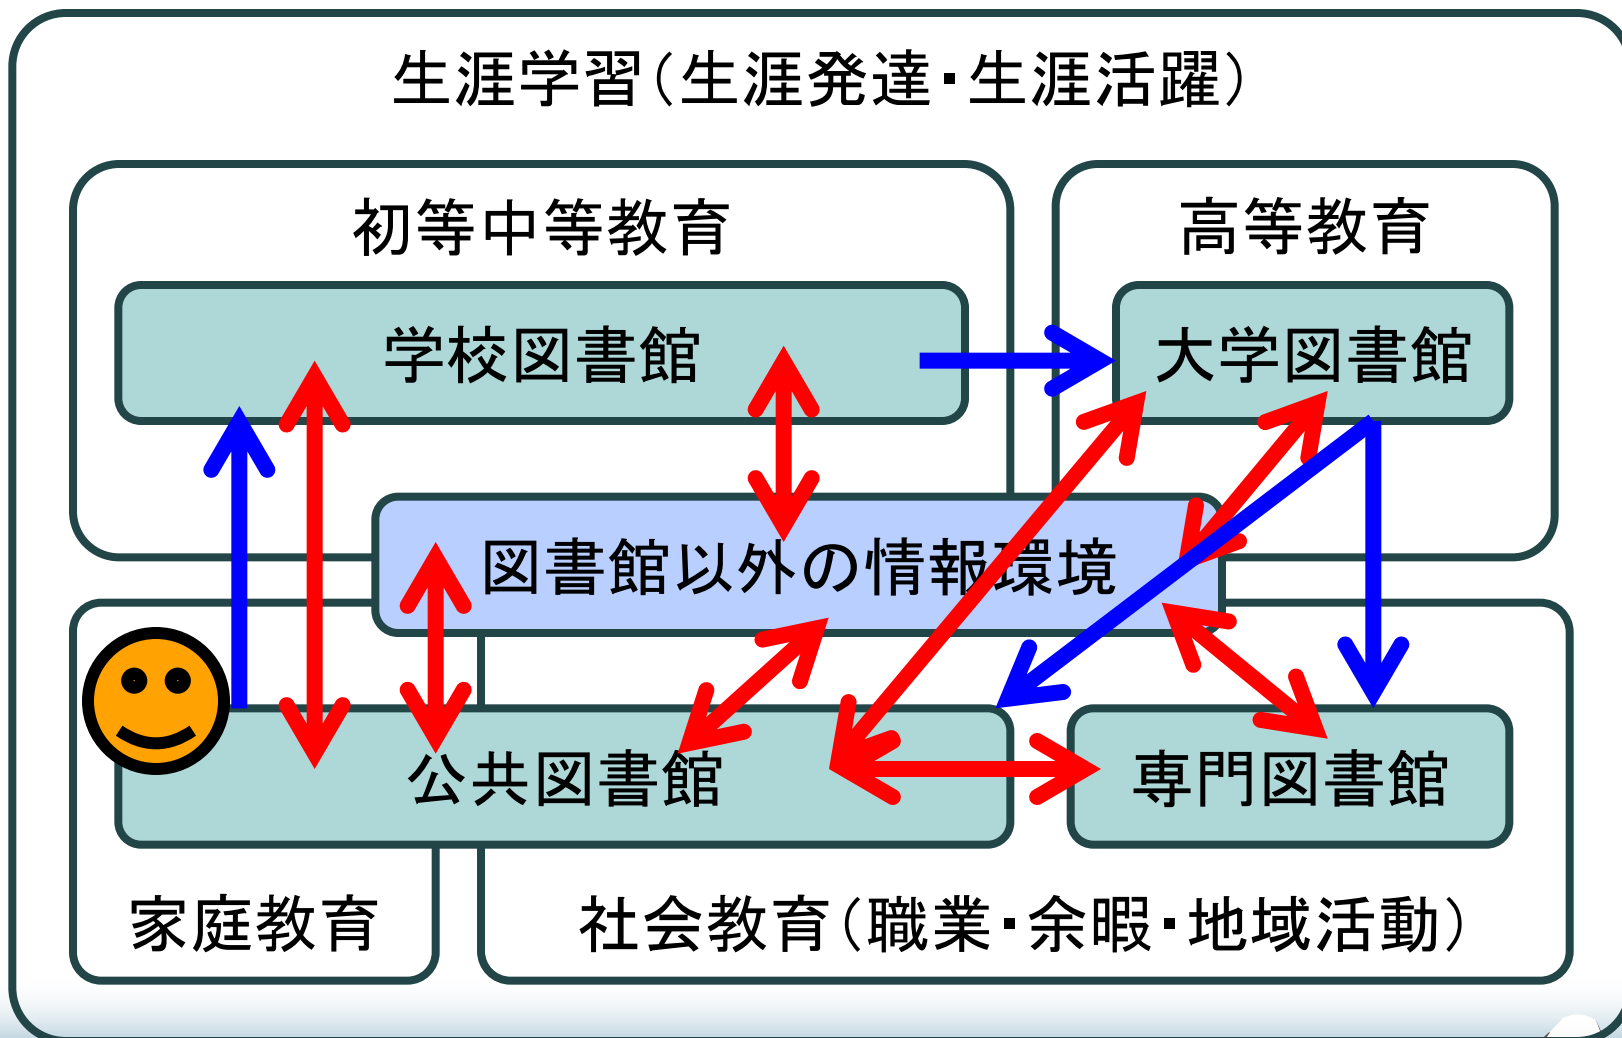 生涯学習(生涯発達・生涯活躍)
初等中等教育
高等教育
学校図書館
大学図書館
図書館以外の情報環境
公共図書館
専門図書館
家庭教育
社会教育(職業・余暇・地域活動)